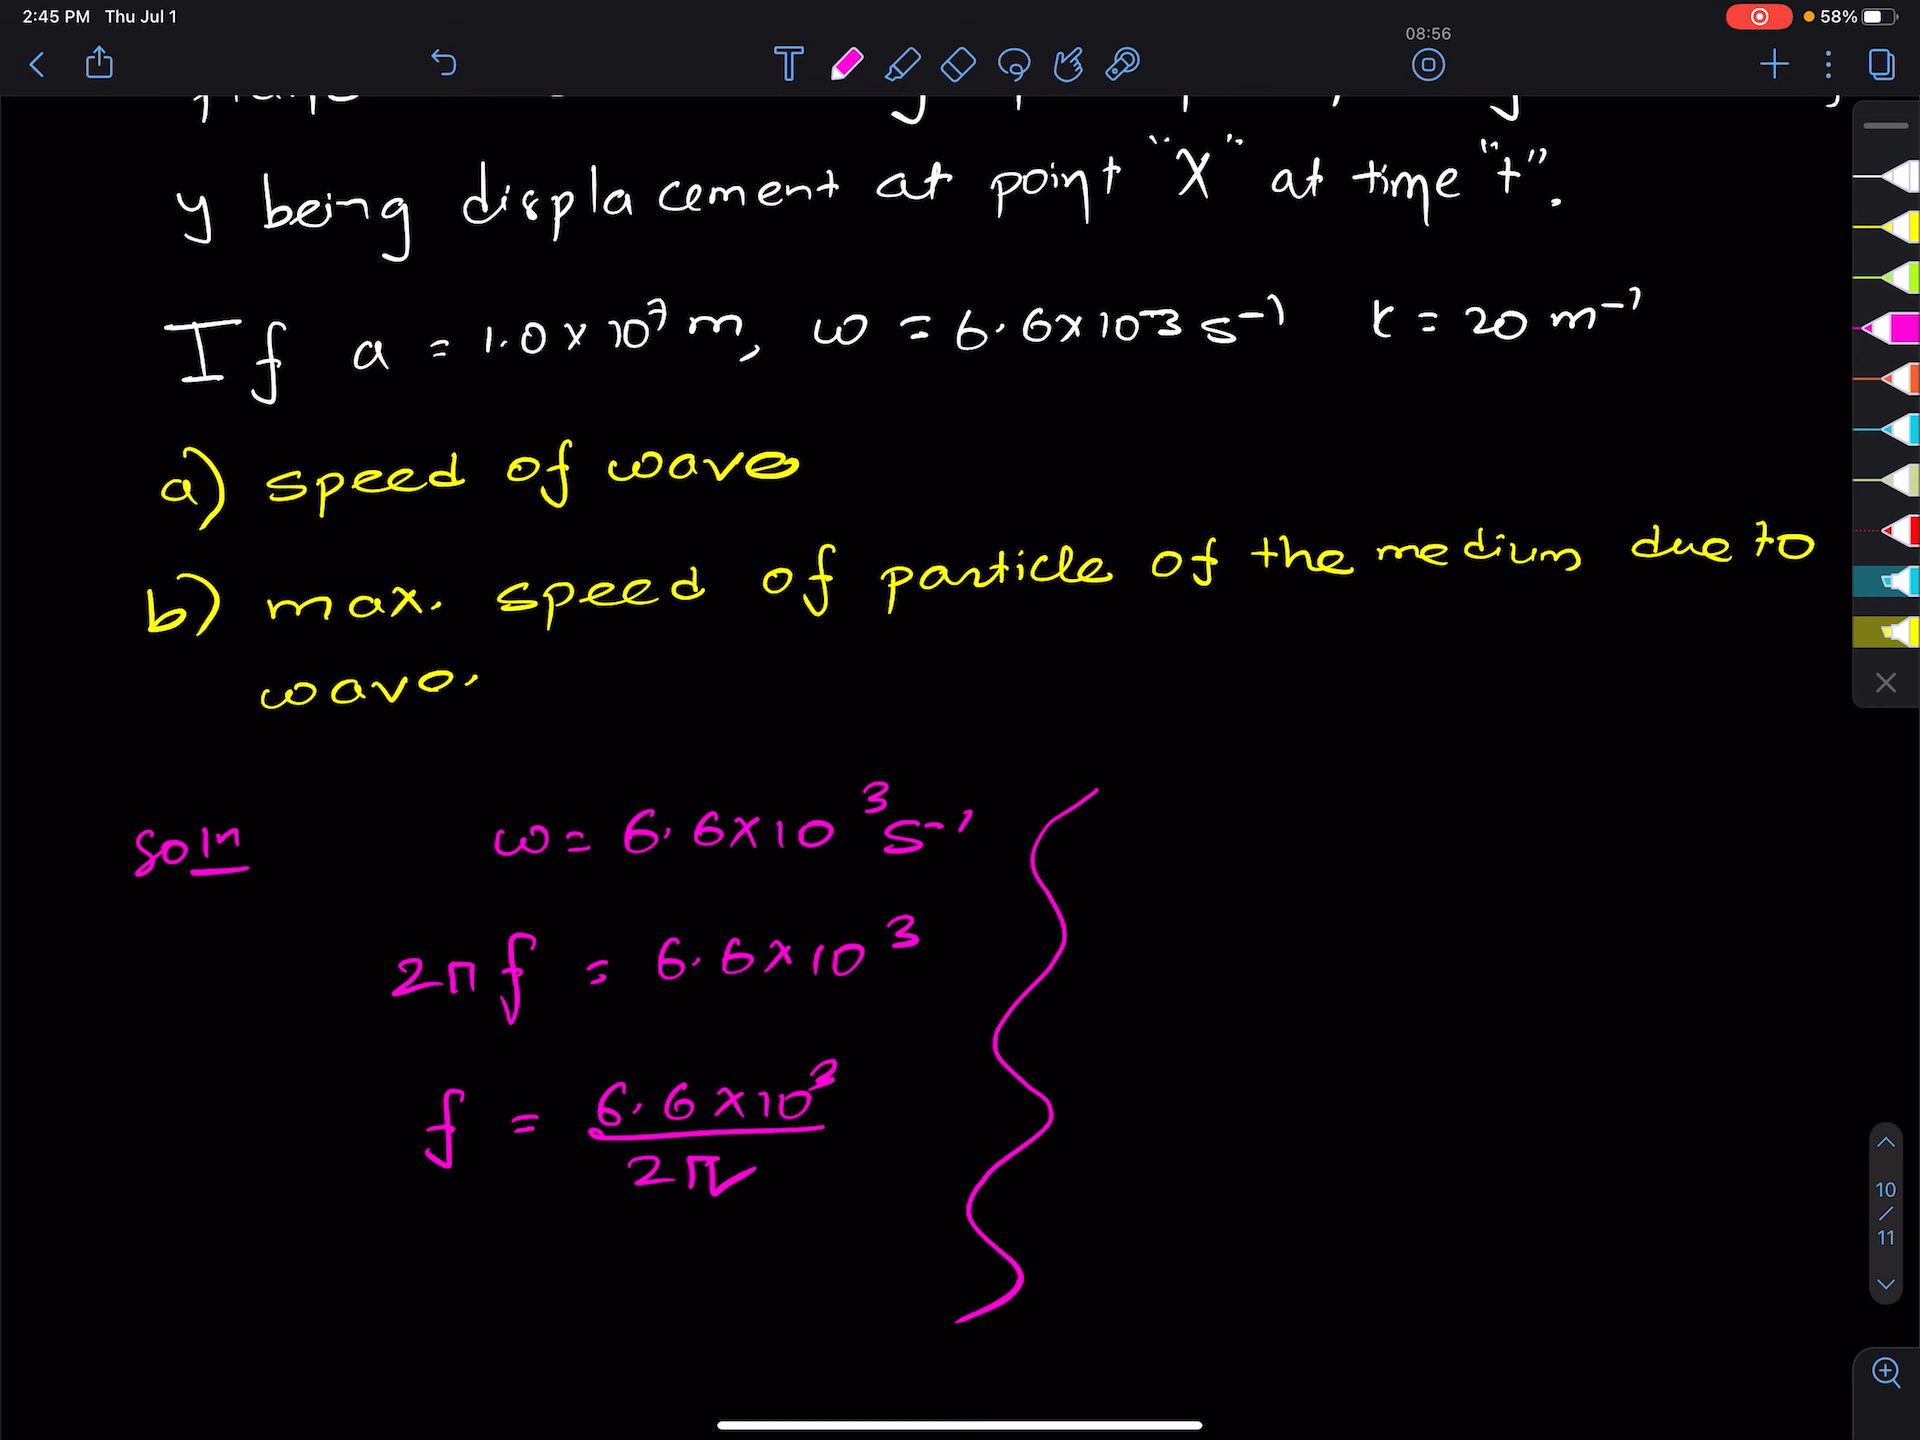 2:45 PM Thu Jul 1
58%
08:56
y being displacement at point "X" at time "t".
If a = 1.0 x 10⁷ m, ω = 6.6x10⁻³ s⁻¹ k = 20 m⁻¹
a) speed of wave
b) max. speed of particle of the medium due to
wave.
soln
ω = 6.6x10³ s⁻¹
2πf = 6.6x10³
f = 6.6x10³
2π
10
/
11